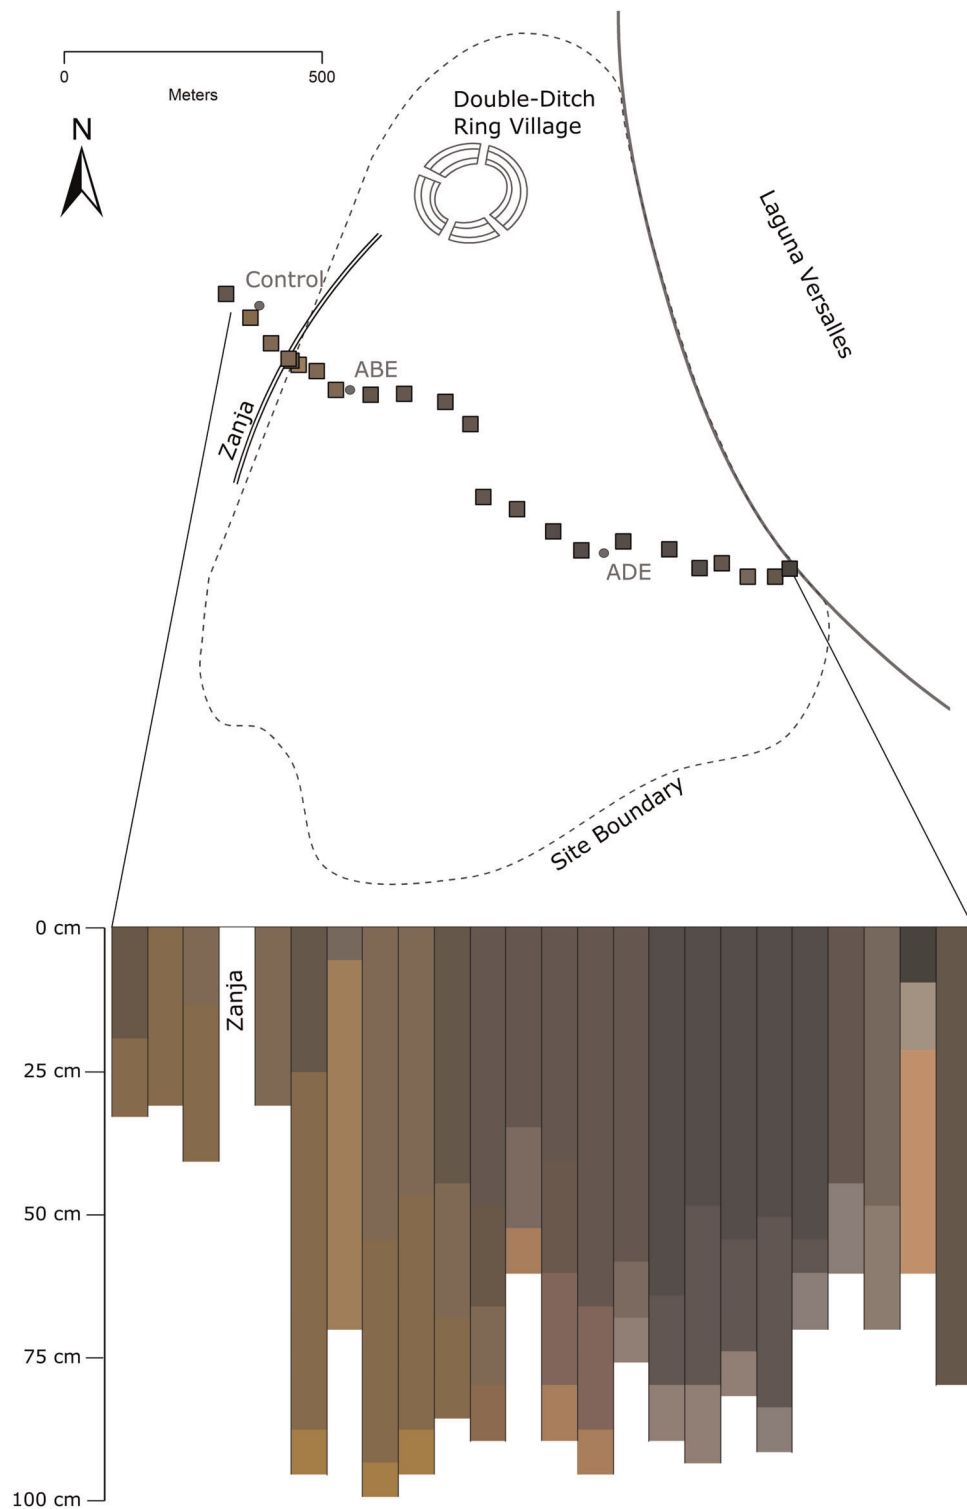 0
500
Meters
N
Double-Ditch
Ring Village
Laguna Versalles
Control
ABE
Zanja
ADE
Site Boundary
0 cm
Zanja
25 cm
50 cm
75 cm
100 cm